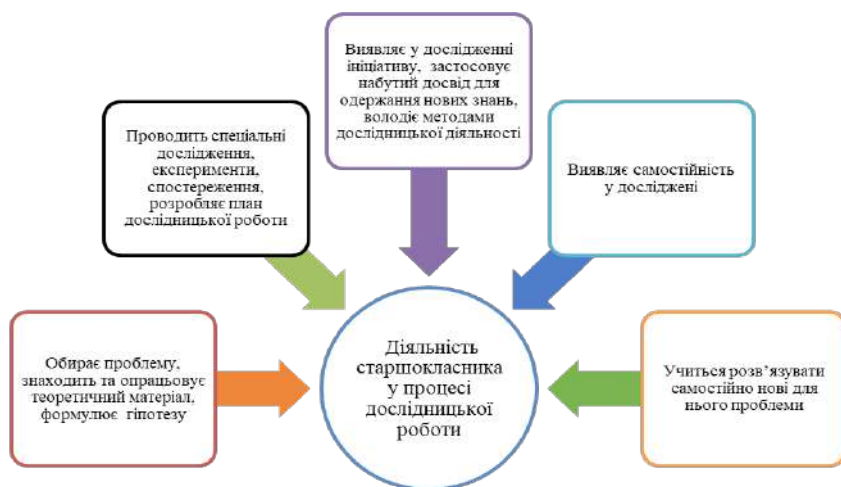 Виявляє у дослідженні
ініціативу, застосовує
набутий досвід для
одержання нових знань,
володіє методами
дослідницької діяльності
Проводить спеціальні
дослідження,
експерименти,
спостереження,
розробляє план
дослідницької роботи
Виявляє самостійність
у досліджені
Обирає проблему,
знаходить та опрацьовує
теоретичний матеріал,
формулює гіпотезу
Діяльність
старшокласника
у процесі
дослідницької
роботи
Учиться розв’язувати
самостійно нові для
нього проблеми